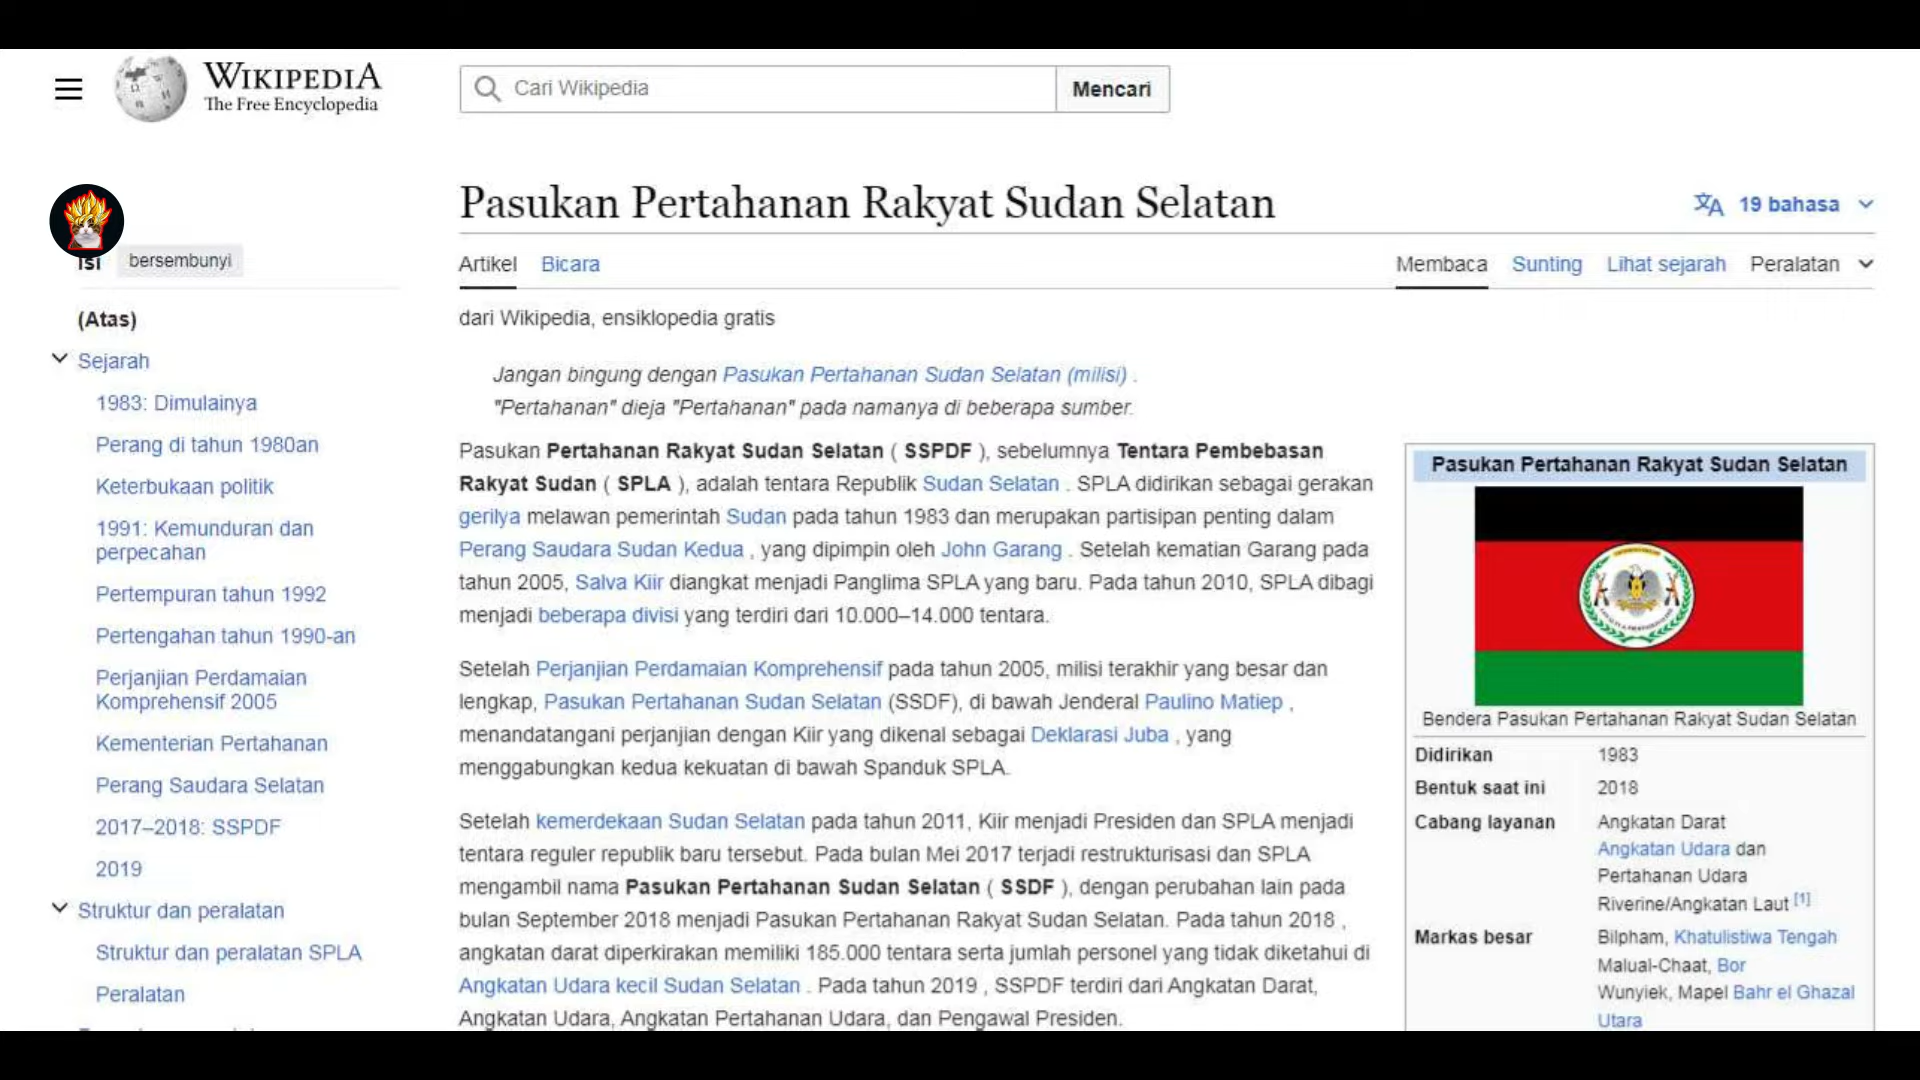 WIKIPEDIA
The Free Encyclopedia
Cari Wikipedia
Mencari
Pasukan Pertahanan Rakyat Sudan Selatan
19 bahasa
Isi
bersembunyi
Artikel
Bicara
Membaca
Sunting
Lihat sejarah
Peralatan
(Atas)
Sejarah
1983: Dimulainya
Perang di tahun 1980an
Keterbukaan politik
1991: Kemunduran dan
perpecahan
Pertempuran tahun 1992
Pertengahan tahun 1990-an
Perjanjian Perdamaian
Komprehensif 2005
Kementerian Pertahanan
Perang Saudara Selatan
2017–2018: SSPDF
2019
Struktur dan peralatan
Struktur dan peralatan SPLA
Peralatan
dari Wikipedia, ensiklopedia gratis
Jangan bingung dengan Pasukan Pertahanan Sudan Selatan (milisi) .
"Pertahanan" dieja "Pertahanan" pada namanya di beberapa sumber.
Pasukan Pertahanan Rakyat Sudan Selatan ( SSPDF ), sebelumnya Tentara Pembebasan
Rakyat Sudan ( SPLA ), adalah tentara Republik Sudan Selatan . SPLA didirikan sebagai gerakan
gerilya melawan pemerintah Sudan pada tahun 1983 dan merupakan partisipan penting dalam
Perang Saudara Sudan Kedua , yang dipimpin oleh John Garang . Setelah kematian Garang pada
tahun 2005, Salva Kiir diangkat menjadi Panglima SPLA yang baru. Pada tahun 2010, SPLA dibagi
menjadi beberapa divisi yang terdiri dari 10.000–14.000 tentara.
Setelah Perjanjian Perdamaian Komprehensif pada tahun 2005, milisi terakhir yang besar dan
lengkap, Pasukan Pertahanan Sudan Selatan (SSDF), di bawah Jenderal Paulino Matiep ,
menandatangani perjanjian dengan Kiir yang dikenal sebagai Deklarasi Juba , yang
menggabungkan kedua kekuatan di bawah Spanduk SPLA.
Setelah kemerdekaan Sudan Selatan pada tahun 2011, Kiir menjadi Presiden dan SPLA menjadi
tentara reguler republik baru tersebut. Pada bulan Mei 2017 terjadi restrukturisasi dan SPLA
mengambil nama Pasukan Pertahanan Sudan Selatan ( SSDF ), dengan perubahan lain pada
bulan September 2018 menjadi Pasukan Pertahanan Rakyat Sudan Selatan. Pada tahun 2018 ,
angkatan darat diperkirakan memiliki 185.000 tentara serta jumlah personel yang tidak diketahui di
Angkatan Udara kecil Sudan Selatan . Pada tahun 2019 , SSPDF terdiri dari Angkatan Darat,
Angkatan Udara, Angkatan Pertahanan Udara, dan Pengawal Presiden.
Pasukan Pertahanan Rakyat Sudan Selatan
Bendera Pasukan Pertahanan Rakyat Sudan Selatan
Didirikan 1983
Bentuk saat ini 2018
Cabang layanan Angkatan Darat
Angkatan Udara dan
Pertahanan Udara
Riverine/Angkatan Laut [1]
Markas besar Bilpham, Khatulistiwa Tengah
Malual-Chaat, Bor
Wunyiek, Mapel Bahr el Ghazal
Utara